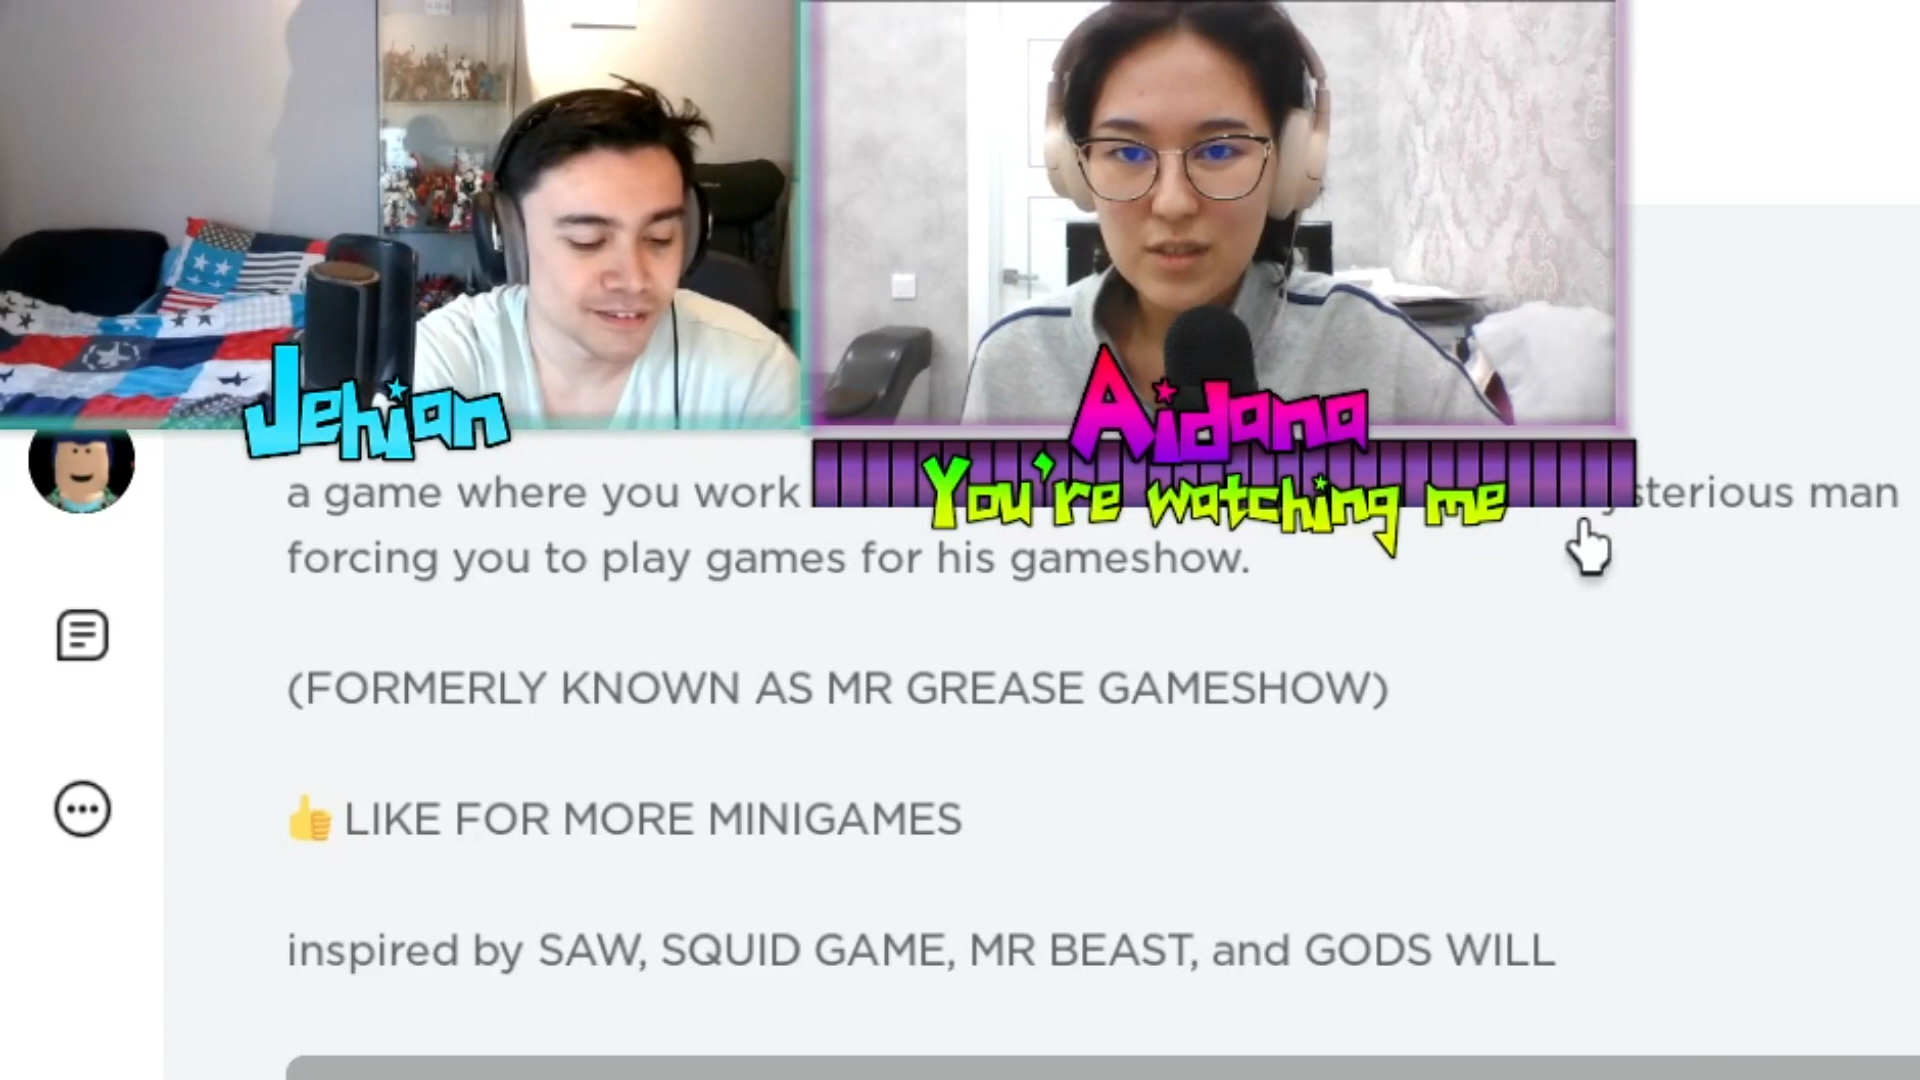 Jehian
Aidana
You're watching me
a game where you work sterious man
forcing you to play games for his gameshow.
(FORMERLY KNOWN AS MR GREASE GAMESHOW)
👍 LIKE FOR MORE MINIGAMES
inspired by SAW, SQUID GAME, MR BEAST, and GODS WILL